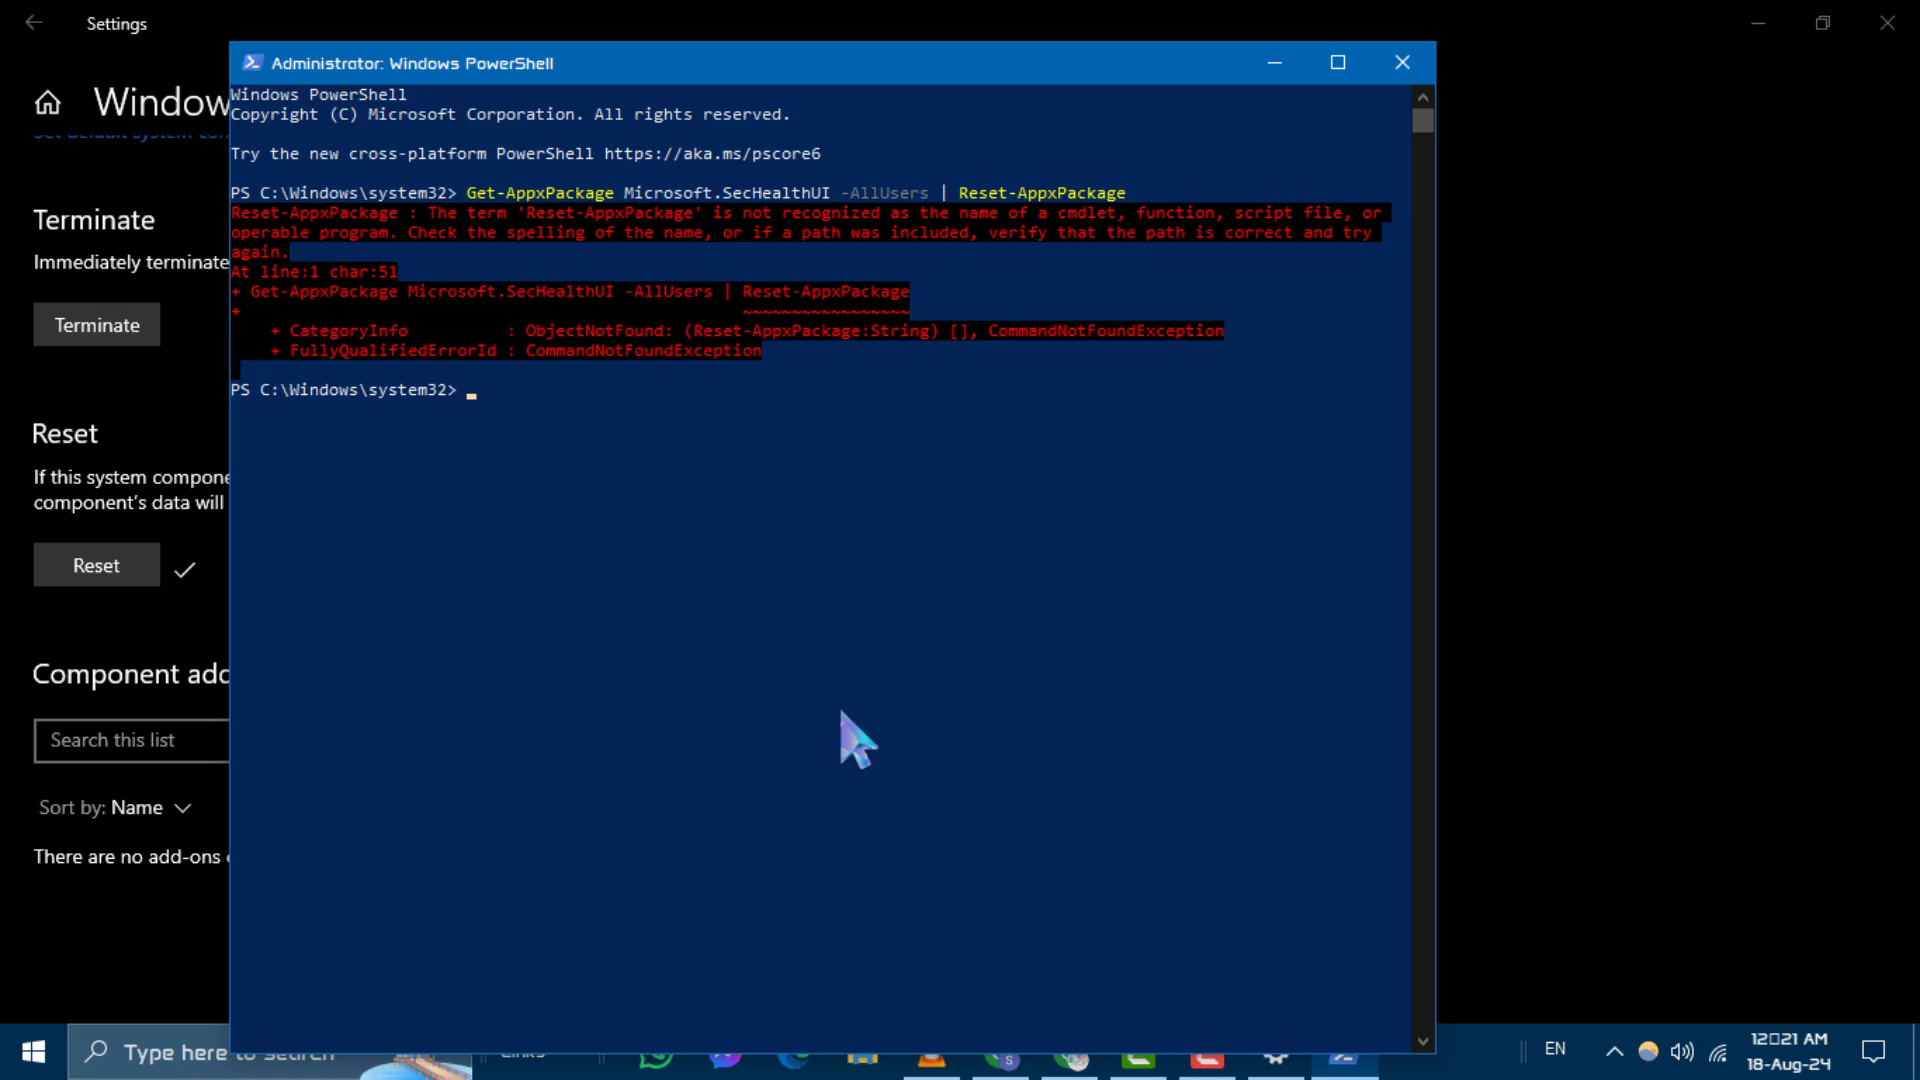 Settings
Window
Terminate
Immediately terminate
Terminate
Reset
If this system compone
component's data will
Reset
Component add
Search this list
Sort by: Name
There are no add-ons
Administrator: Windows PowerShell
Windows PowerShell
Copyright (C) Microsoft Corporation. All rights reserved.
Try the new cross-platform PowerShell https://aka.ms/pscore6
PS C:\Windows\system32> Get-AppxPackage Microsoft.SecHealthUI -AllUsers | Reset-AppxPackage
Reset-AppxPackage : The term 'Reset-AppxPackage' is not recognized as the name of a cmdlet, function, script file, or
operable program. Check the spelling of the name, or if a path was included, verify that the path is correct and try
again.
At line:1 char:51
+ Get-AppxPackage Microsoft.SecHealthUI -AllUsers | Reset-AppxPackage
+                                                   ~~~~~~~~~~~~~~~~~
    + CategoryInfo          : ObjectNotFound: (Reset-AppxPackage:String) [], CommandNotFoundException
    + FullyQualifiedErrorId : CommandNotFoundException
PS C:\Windows\system32>
Type here to search
Links
EN
12□21 AM
18-Aug-24